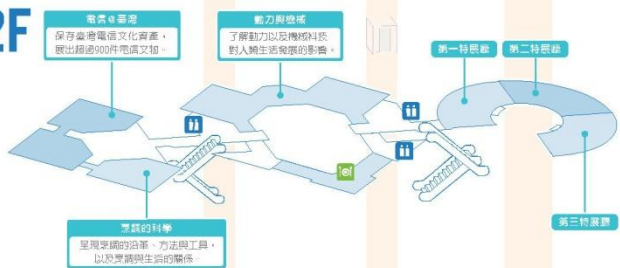 2F
電信@臺灣
保存臺灣電信文化資產，
展出超過900件電信文物。
動力與機械
了解動力以及機械科技
對人類生活發展的影響。
第一特展廳
第二特展廳
第三特展廳
烹調的科學
呈現烹調的沿革、方法與工具，
以及烹調與生活的關係。